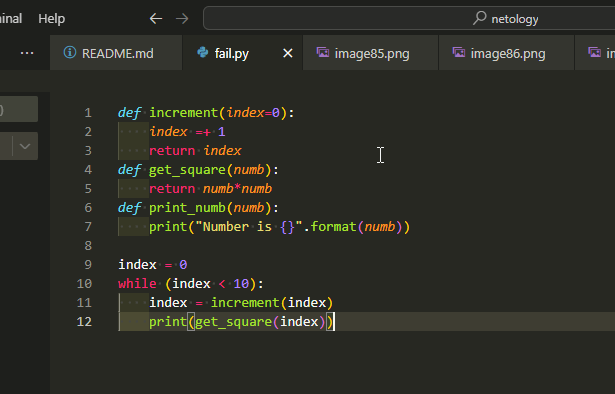 inal Help netology
... README.md fail.py image85.png image86.png
1 def increment(index=0):
2     index =+ 1
3     return index
4 def get_square(numb):
5     return numb*numb
6 def print_numb(numb):
7     print("Number is {}".format(numb))
8
9 index = 0
10 while (index < 10):
11     index = increment(index)
12     print(get_square(index))